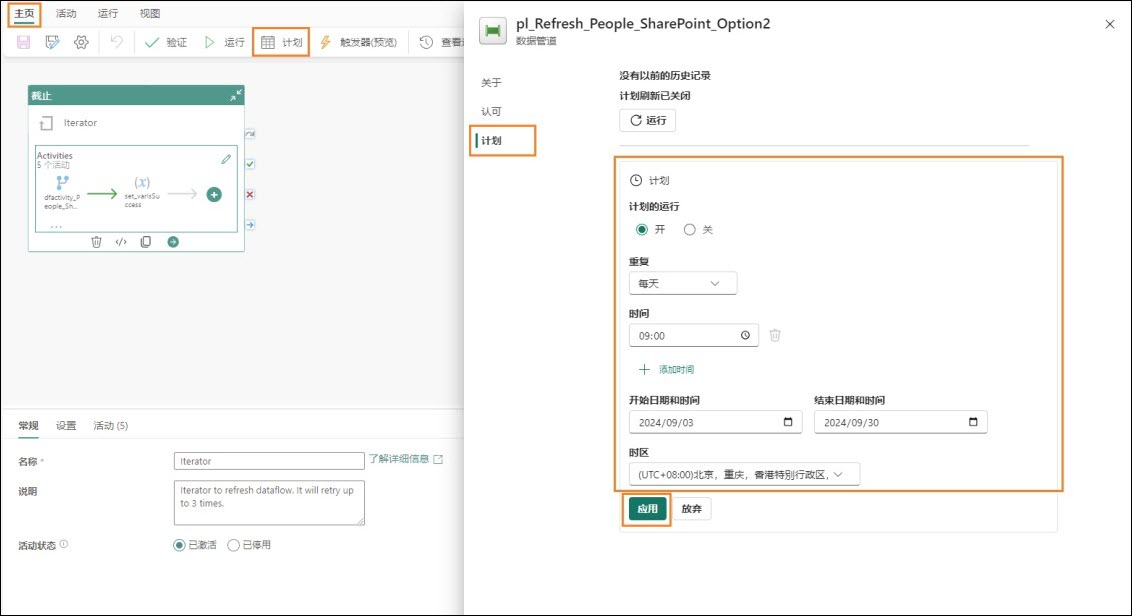 主页 活动 运行 视图
验证 运行 计划 触发器(预览) 查看
截止
Iterator
Activities
5 个活动
dfactivity_P
eople_Sh...
(x)
set_varisSu
ccess
...
常规 设置 活动 (5)
名称 *
Iterator
了解详细信息
说明
Iterator to refresh dataflow. It will retry up
to 3 times.
活动状态
已激活 已停用
pl_Refresh_People_SharePoint_Option2
数据管道
关于
认可
计划
没有以前的历史记录
计划刷新已关闭
运行
计划
计划的运行
开 关
重复
每天
时间
09:00
添加时间
开始日期和时间 结束日期和时间
2024/09/03 2024/09/30
时区
(UTC+08:00)北京，重庆，香港特别行政区,
应用 放弃